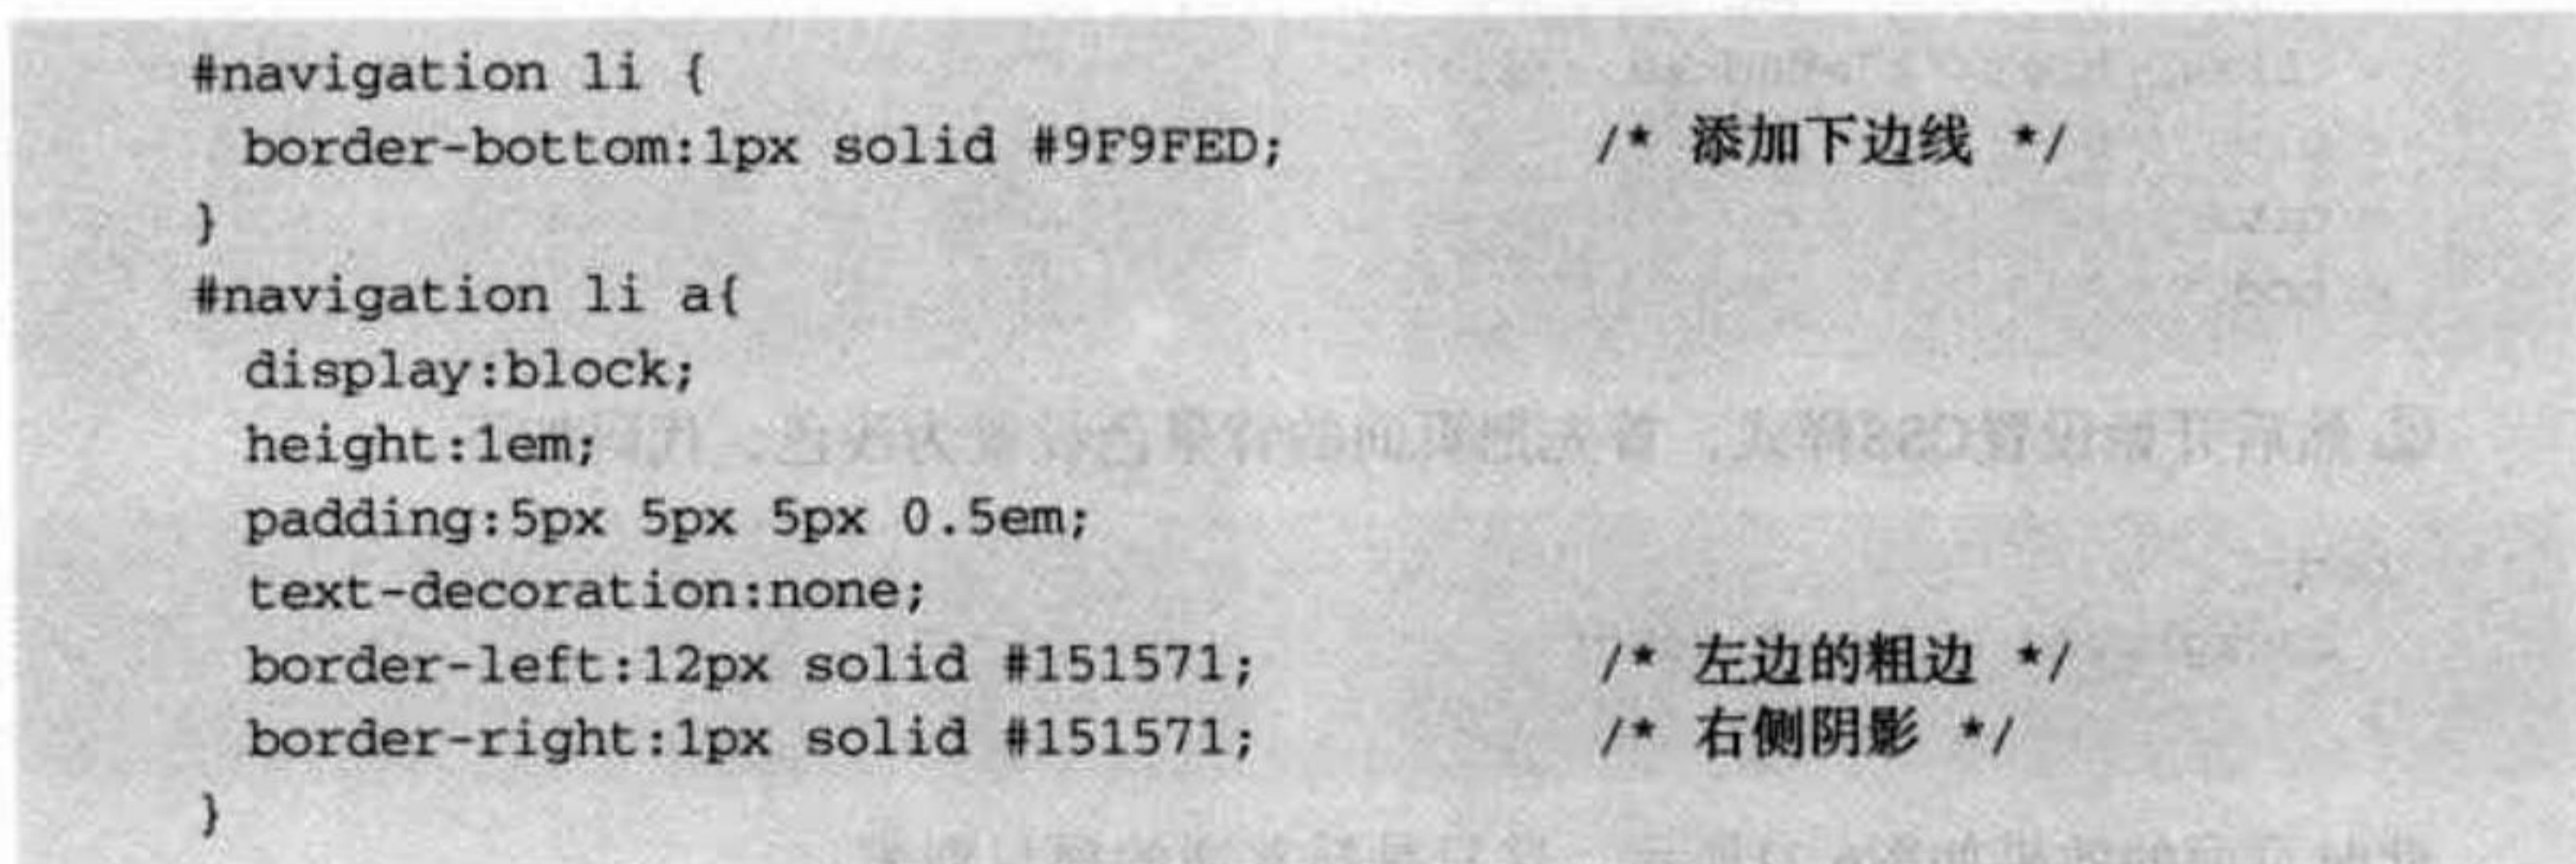 #navigation li {
border-bottom:1px solid #9F9FED; /* 添加下边线 */
}
#navigation li a{
display:block;
height:1em;
padding:5px 5px 5px 0.5em;
text-decoration:none;
border-left:12px solid #151571; /* 左边的粗边 */
border-right:1px solid #151571; /* 右侧阴影 */
}